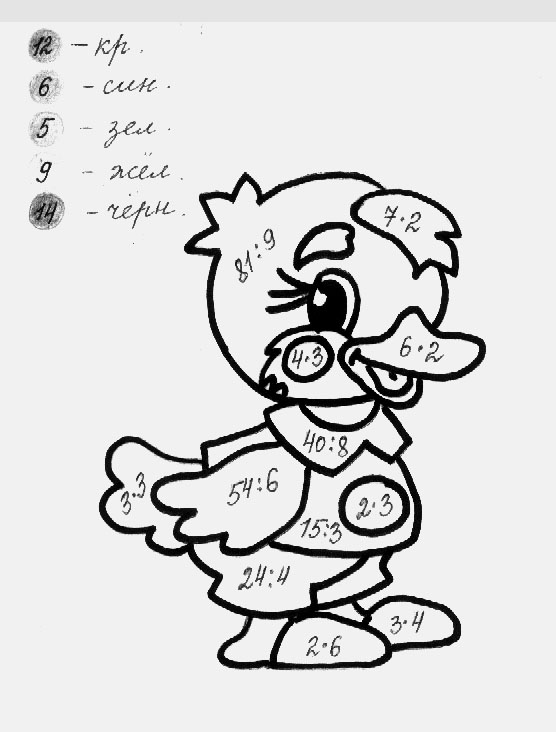 12 - кр.
6 - син.
5 - зел.
9 - жёл.
14 - чёрн.
7·2
81:9
4·3
6·2
40:8
3·3
54:6
2·3
15:3
24:4
3·4
2·6